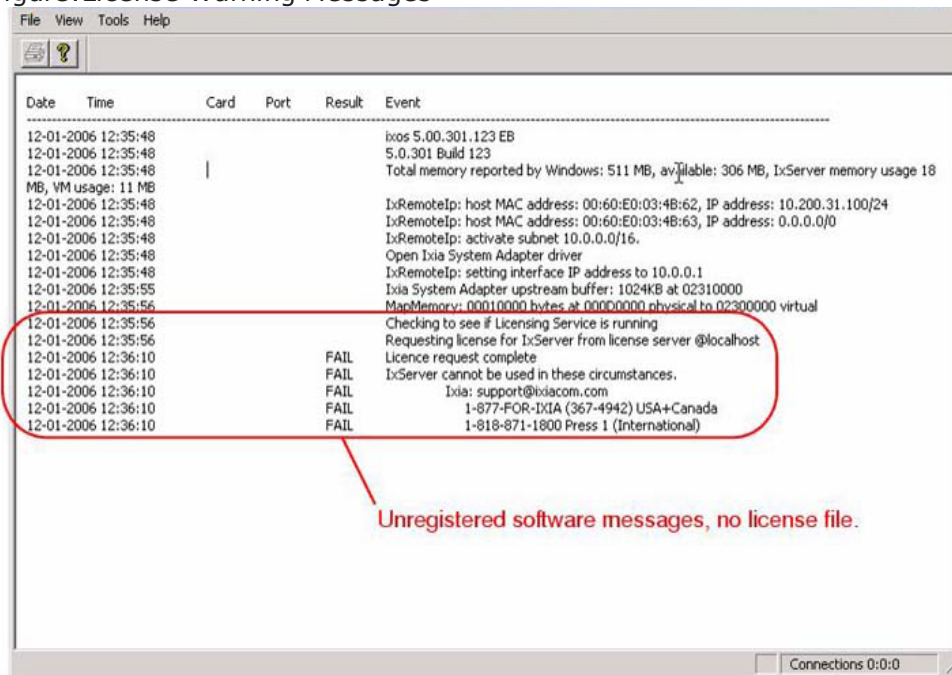 Figure:License Warning Messages
File View Tools Help
Date Time Card Port Result Event
12-01-2006 12:35:48 ixos 5.00.301.123 EB
12-01-2006 12:35:48 5.0.301 Build 123
12-01-2006 12:35:48 Total memory reported by Windows: 511 MB, available: 306 MB, IxServer memory usage 18
MB, VM usage: 11 MB
12-01-2006 12:35:48 IxRemoteIp: host MAC address: 00:60:E0:03:4B:62, IP address: 10.200.31.100/24
12-01-2006 12:35:48 IxRemoteIp: host MAC address: 00:60:E0:03:4B:63, IP address: 0.0.0.0/0
12-01-2006 12:35:48 IxRemoteIp: activate subnet 10.0.0.0/16.
12-01-2006 12:35:48 Open Ixia System Adapter driver
12-01-2006 12:35:48 IxRemoteIp: setting interface IP address to 10.0.0.1
12-01-2006 12:35:55 Ixia System Adapter upstream buffer: 1024KB at 02310000
12-01-2006 12:35:56 MapMemory: 00010000 bytes at 000D0000 physical to 02300000 virtual
12-01-2006 12:35:56 Checking to see if Licensing Service is running
12-01-2006 12:35:56 Requesting license for IxServer from license server @localhost
12-01-2006 12:36:10 FAIL Licence request complete
12-01-2006 12:36:10 FAIL IxServer cannot be used in these circumstances.
12-01-2006 12:36:10 FAIL Ixia: support@ixiacom.com
12-01-2006 12:36:10 FAIL 1-877-FOR-IXIA (367-4942) USA+Canada
12-01-2006 12:36:10 FAIL 1-818-871-1800 Press 1 (International)
Unregistered software messages, no license file.
Connections 0:0:0